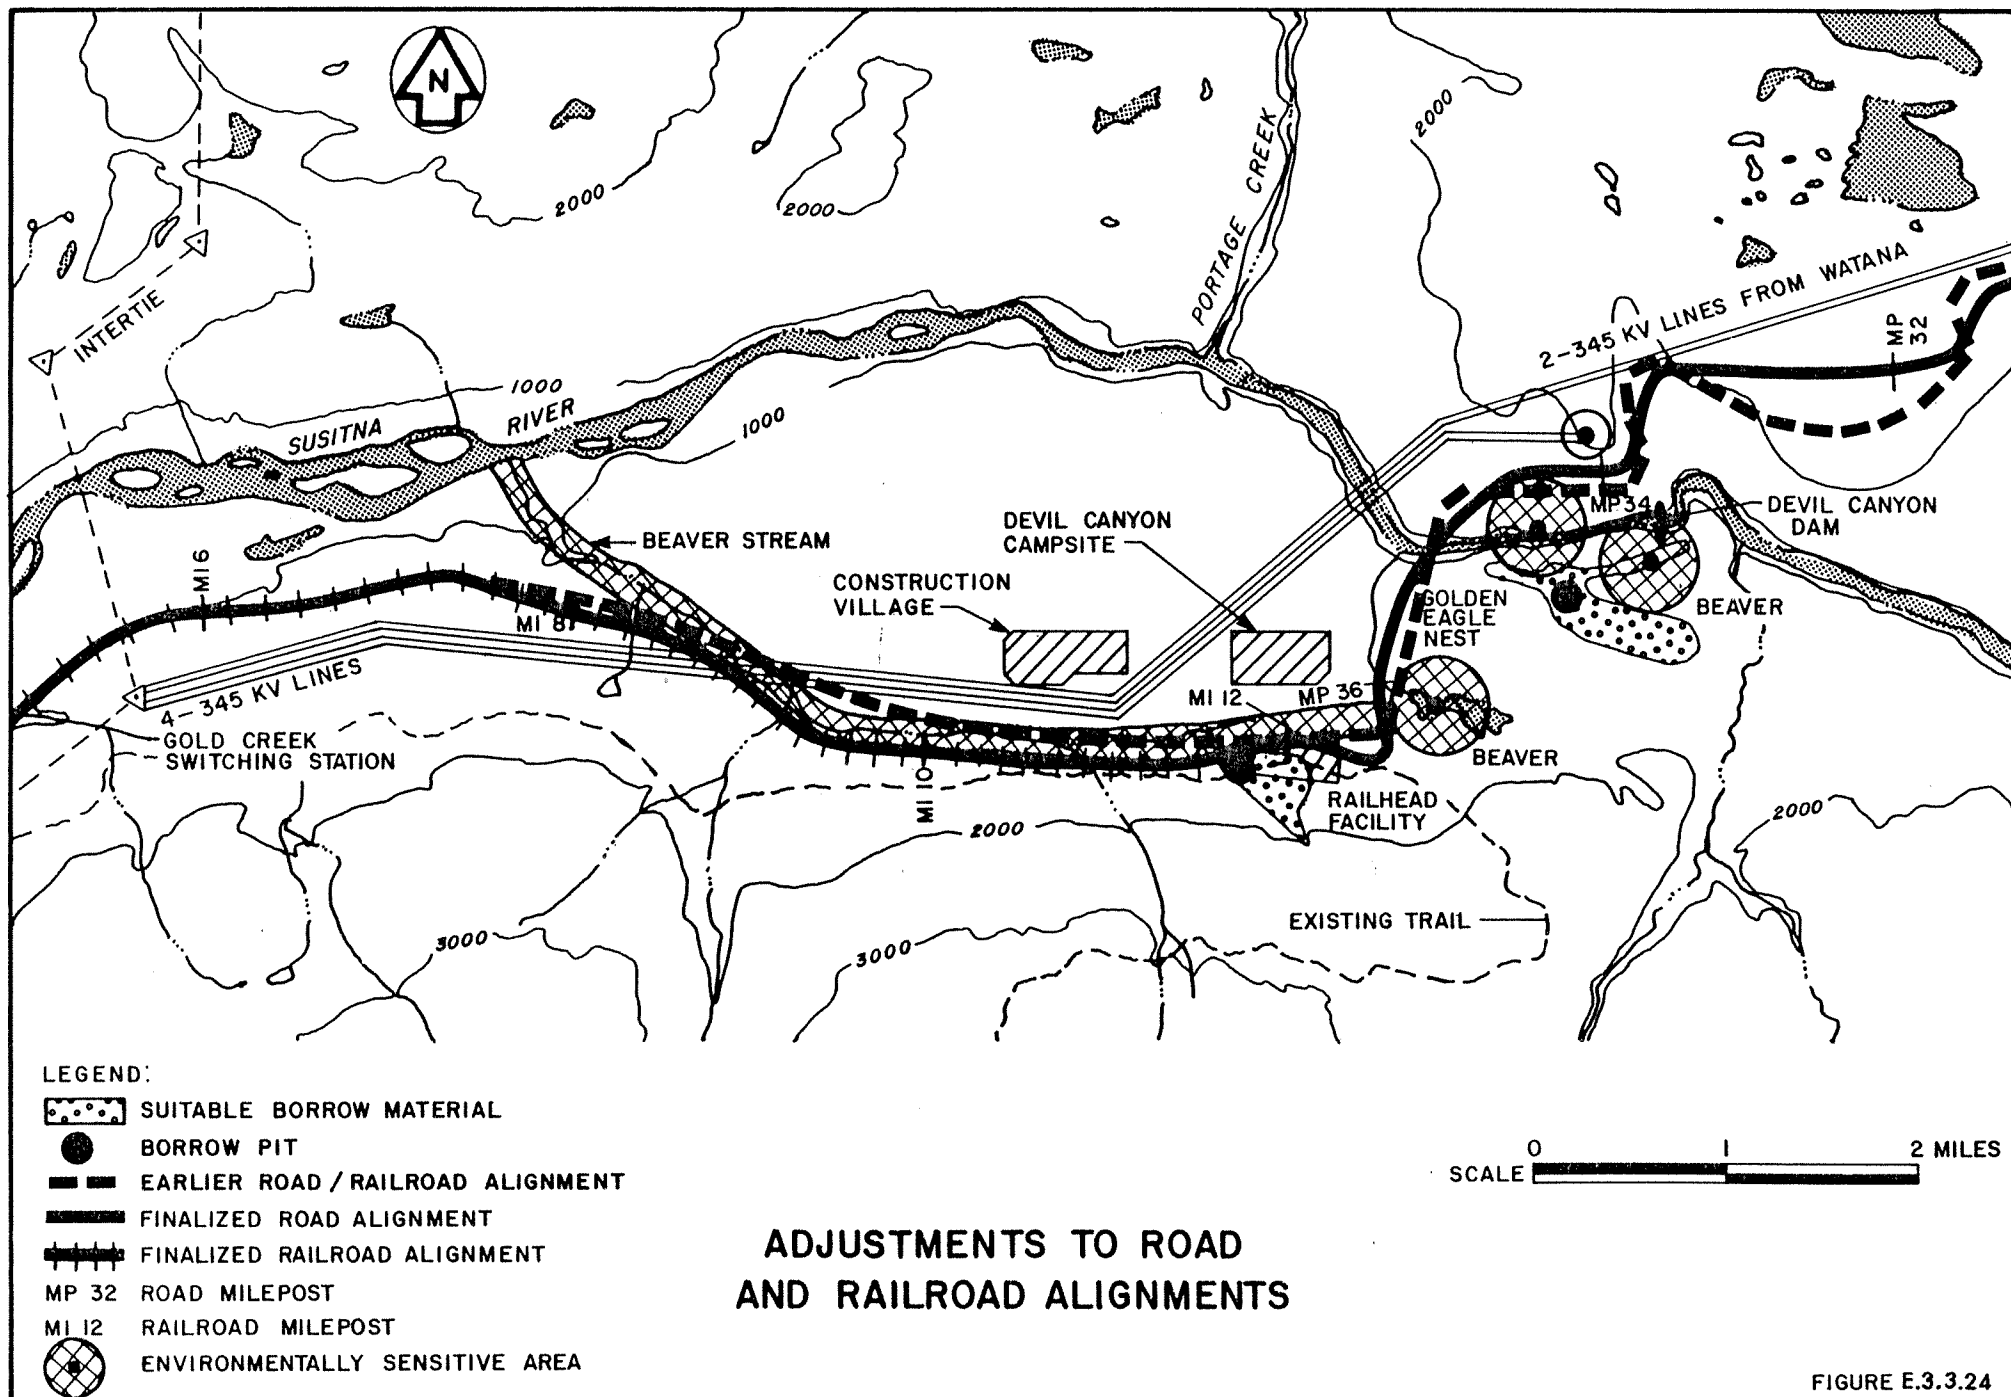 N
2000
2000
2000
PORTAGE CREEK
INTERTIE
2-345 KV LINES FROM WATANA
MP 32
1000
SUSITNA RIVER
1000
MP 34
DEVIL CANYON
DAM
DEVIL CANYON
CAMPSITE
BEAVER STREAM
CONSTRUCTION
VILLAGE
MI 6
MI 8
GOLDEN
EAGLE
NEST
BEAVER
4-345 KV LINES
MI 12
MP 36
GOLD CREEK
SWITCHING STATION
BEAVER
MI 10
RAILHEAD
FACILITY
2000
2000
EXISTING TRAIL
3000
3000
LEGEND:
SUITABLE BORROW MATERIAL
BORROW PIT
EARLIER ROAD / RAILROAD ALIGNMENT
FINALIZED ROAD ALIGNMENT
FINALIZED RAILROAD ALIGNMENT
MP 32 ROAD MILEPOST
MI 12 RAILROAD MILEPOST
ENVIRONMENTALLY SENSITIVE AREA
0 1 2 MILES
SCALE
ADJUSTMENTS TO ROAD
AND RAILROAD ALIGNMENTS
FIGURE E.3.3.24